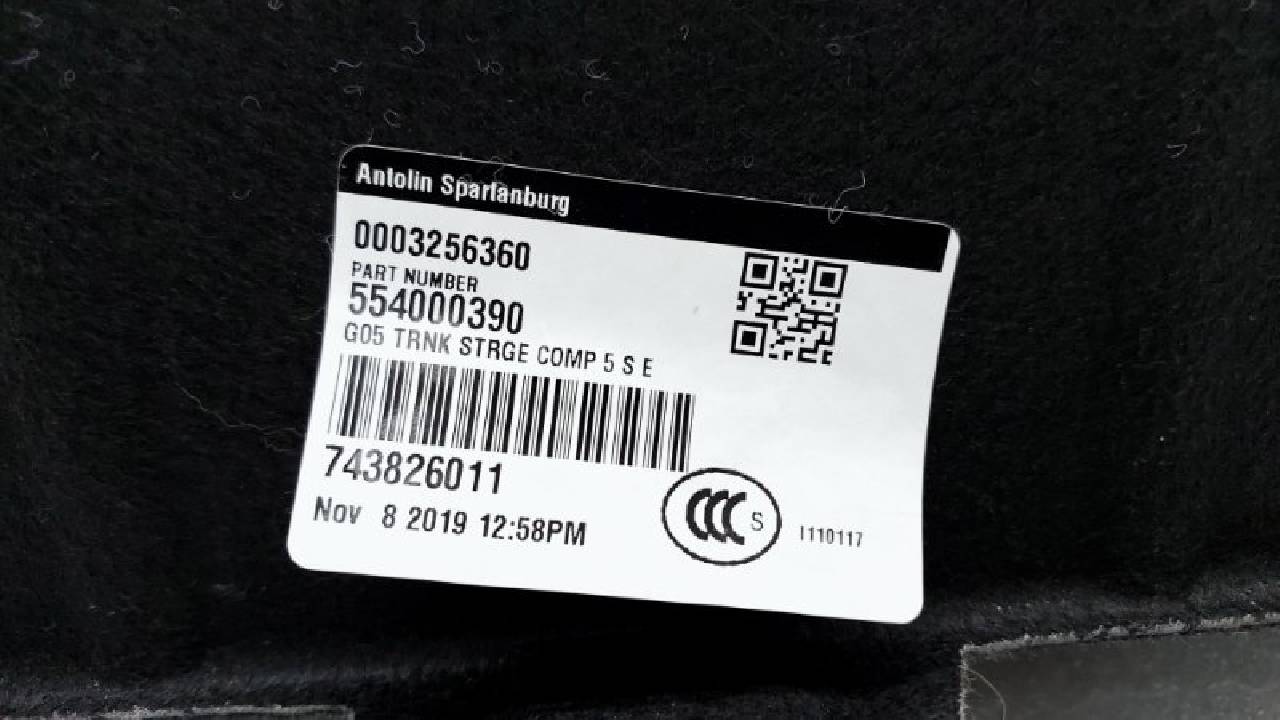 Antolin Spartanburg
0003256360
PART NUMBER
554000390
G05 TRNK STRGE COMP 5 S E
743826011
Nov 8 2019 12:58PM
CCC S
I110117